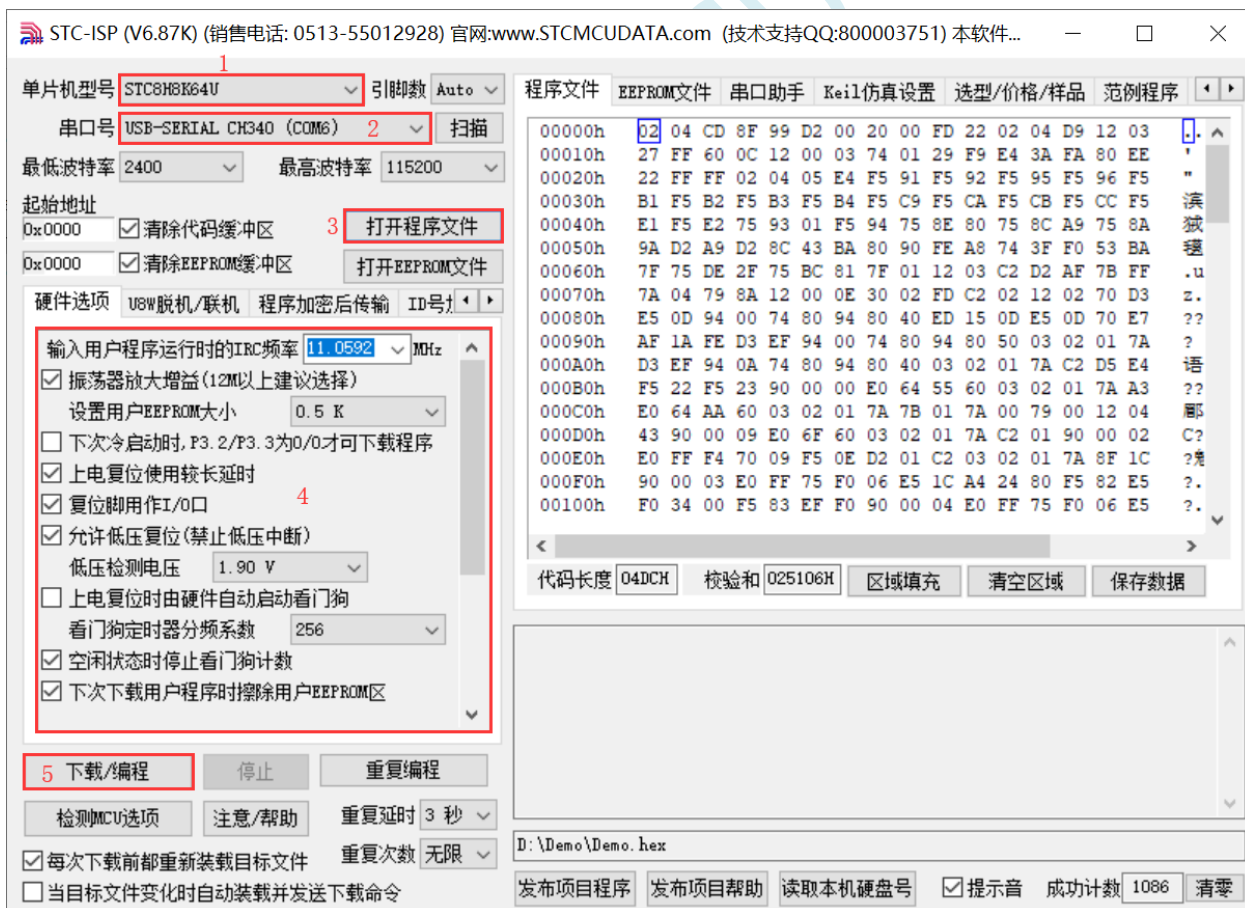 STC-ISP (V6.87K) (销售电话: 0513-55012928) 官网:www.STCMCUDATA.com (技术支持QQ:800003751) 本软件...
1
单片机型号 STC8H8K64U 引脚数 Auto
串口号 USB-SERIAL CH340 (COM6) 2 扫描
最低波特率 2400 最高波特率 115200
起始地址
0x0000 清除代码缓冲区 3 打开程序文件
0x0000 清除EEPROM缓冲区 打开EEPROM文件
硬件选项 U8W脱机/联机 程序加密后传输 ID号
输入用户程序运行时的IRC频率 11.0592 MHz
振荡器放大增益(12M以上建议选择)
设置用户EEPROM大小 0.5 K
下次冷启动时,P3.2/P3.3为0/0才可下载程序
上电复位使用较长延时
复位脚用作I/O口 4
允许低压复位(禁止低压中断)
低压检测电压 1.90 V
上电复位时由硬件自动启动看门狗
看门狗定时器分频系数 256
空闲状态时停止看门狗计数
下次下载用户程序时擦除用户EEPROM区
5 下载/编程 停止 重复编程
检测MCU选项 注意/帮助 重复延时 3 秒
每次下载前都重新装载目标文件 重复次数 无限
当目标文件变化时自动装载并发送下载命令
程序文件 EEPROM文件 串口助手 Keil仿真设置 选型/价格/样品 范例程序
00000h 02 04 CD 8F 99 D2 00 20 00 FD 22 02 04 D9 12 03 ..
00010h 27 FF 60 0C 12 00 03 74 01 29 F9 E4 3A FA 80 EE '
00020h 22 FF FF 02 04 05 E4 F5 91 F5 92 F5 95 F5 96 F5 "
00030h B1 F5 B2 F5 B3 F5 B4 F5 C9 F5 CA F5 CB F5 CC F5 滨
00040h E1 F5 E2 75 93 01 F5 94 75 8E 80 75 8C A9 75 8A
00050h 9A D2 A9 D2 8C 43 BA 80 90 FE A8 74 3F F0 53 BA
00060h 7F 75 DE 2F 75 BC 81 7F 01 12 03 C2 D2 AF 7B FF .u
00070h 7A 04 79 8A 12 00 0E 30 02 FD C2 02 12 02 70 D3 z.
00080h E5 0D 94 00 74 80 94 80 40 ED 15 0D E5 0D 70 E7 ??
00090h AF 1A FE D3 EF 94 00 74 80 94 80 50 03 02 01 7A ?
000A0h D3 EF 94 0A 74 80 94 80 40 03 02 01 7A C2 D5 E4 语
000B0h F5 22 F5 23 90 00 00 E0 64 55 60 03 02 01 7A A3 ??
000C0h E0 64 AA 60 03 02 01 7A 7B 01 7A 00 79 00 12 04 郿
000D0h 43 90 00 09 E0 6F 60 03 02 01 7A C2 01 90 00 02 C?
000E0h E0 FF F4 70 09 F5 0E D2 01 C2 03 02 01 7A 8F 1C
000F0h 90 00 03 E0 FF 75 F0 06 E5 1C A4 24 80 F5 82 E5 ?.
00100h F0 34 00 F5 83 EF F0 90 00 04 E0 FF 75 F0 06 E5 ?.
代码长度 04DCH 校验和 025106H 区域填充 清空区域 保存数据
D:\Demo\Demo.hex
发布项目程序 发布项目帮助 读取本机硬盘号 提示音 成功计数 1086 清零